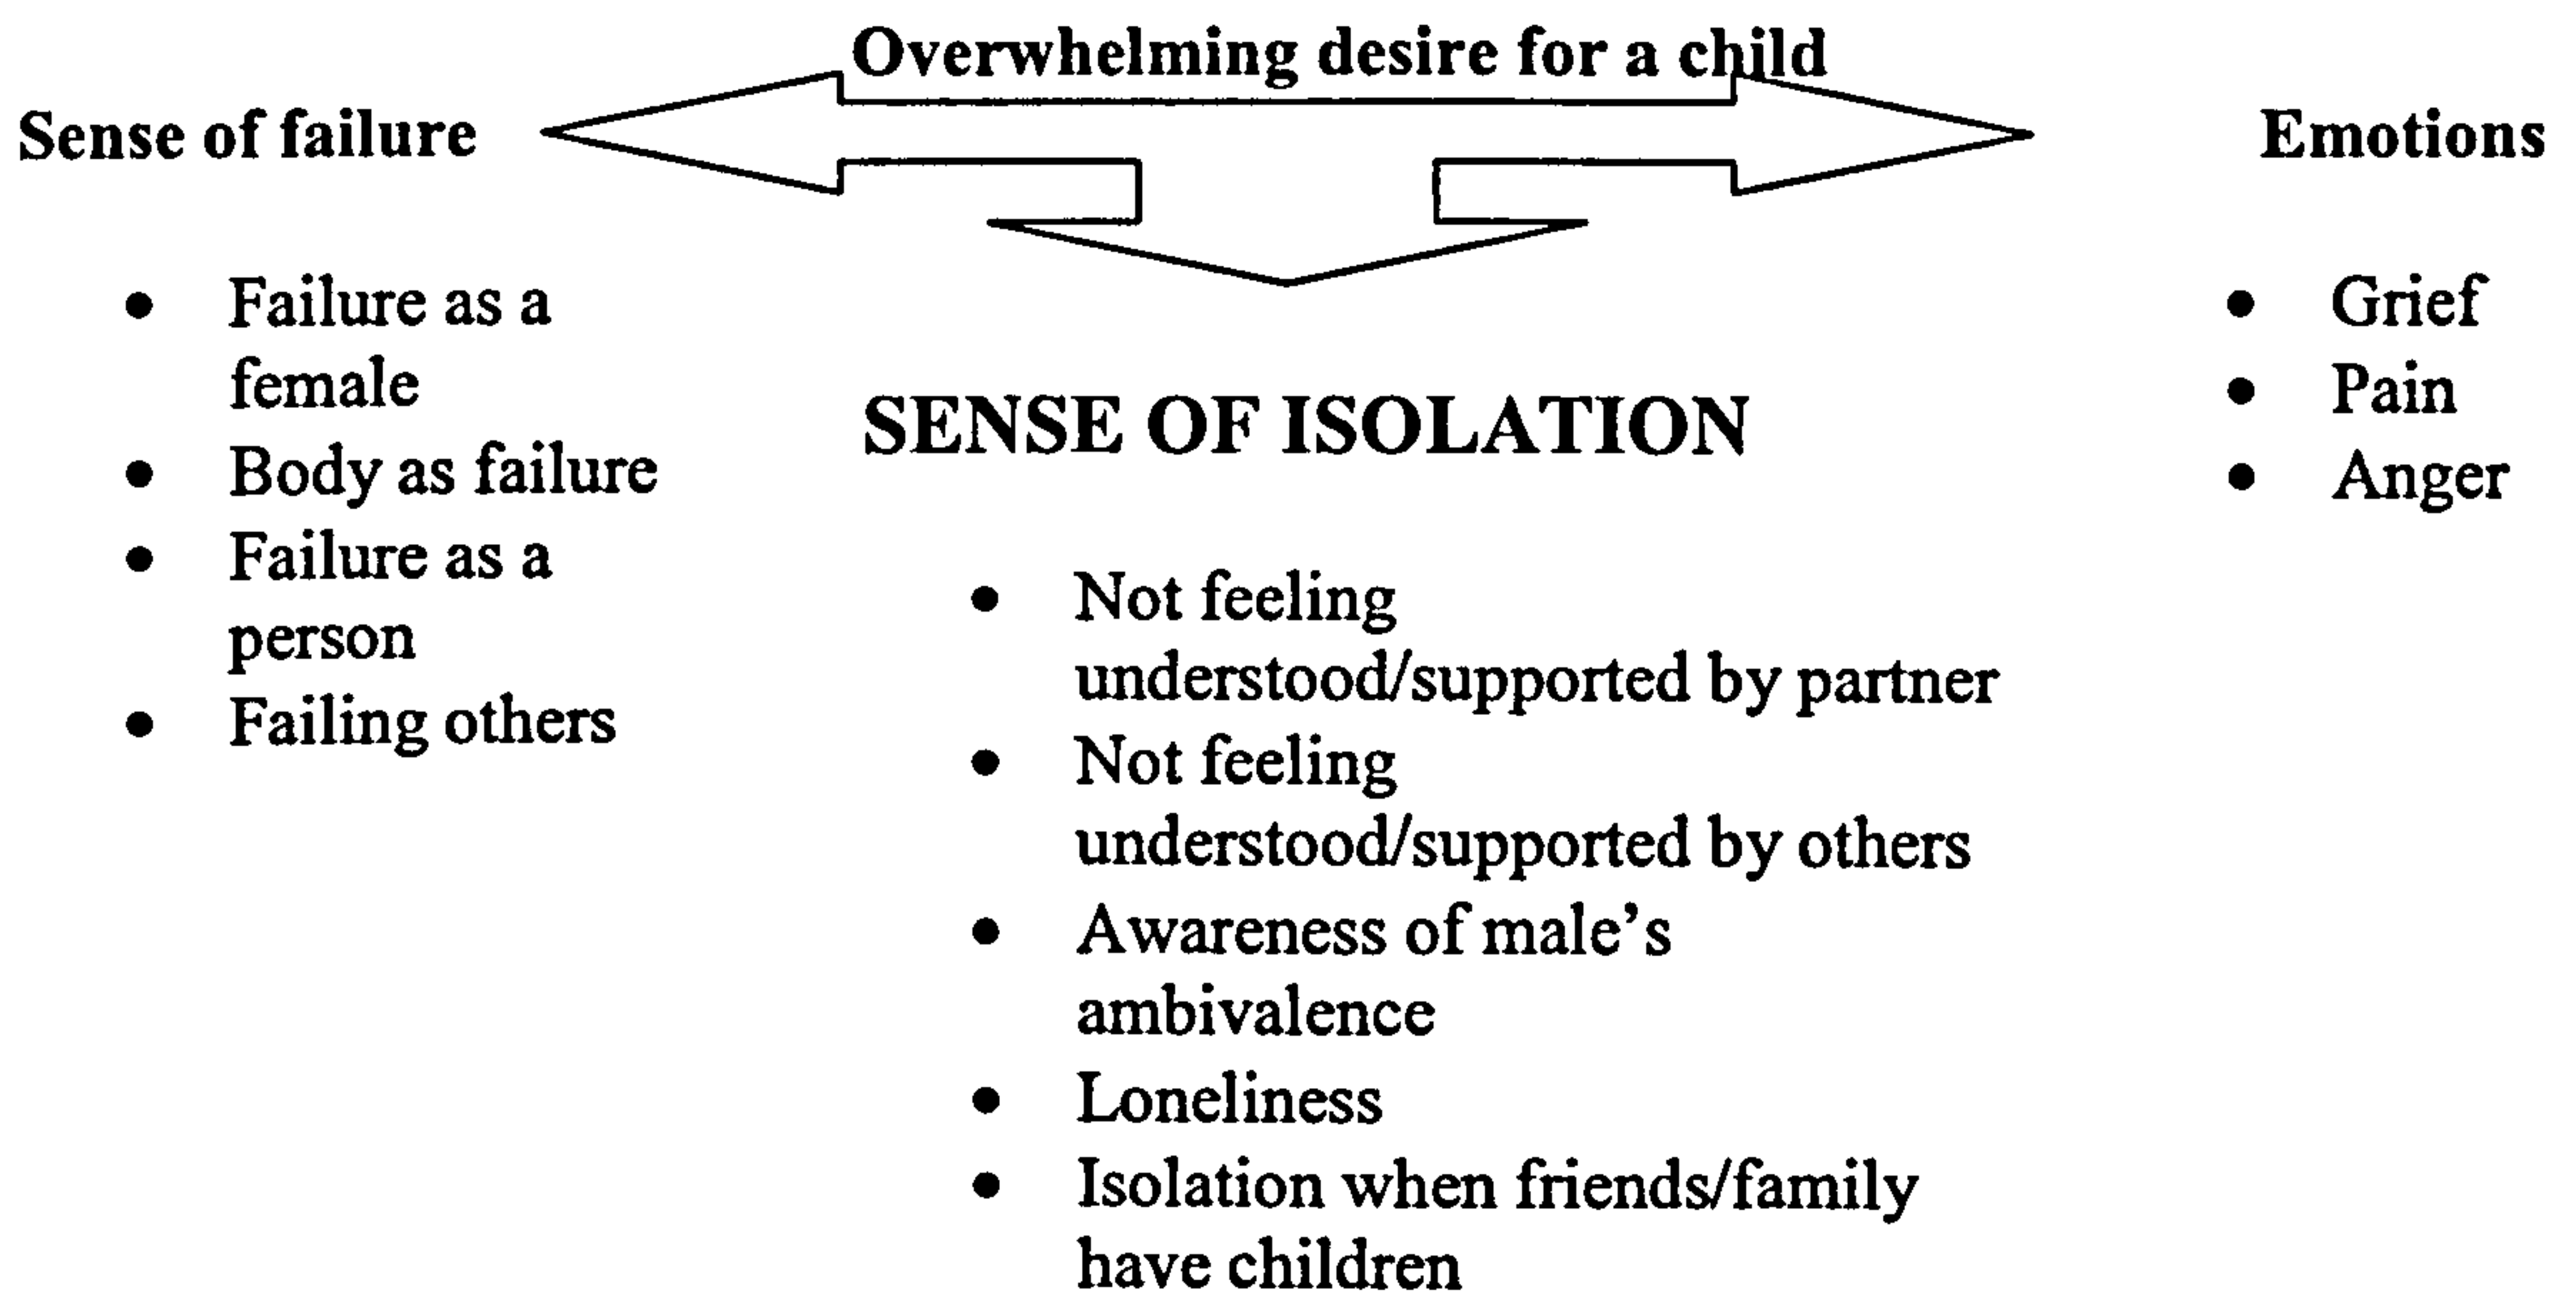 Overwhelming desire for a child
Sense of failure
Emotions
• Failure as a
female
• Body as failure
• Failure as a
person
• Failing others
SENSE OF ISOLATION
• Not feeling
understood/supported by partner
• Not feeling
understood/supported by others
• Awareness of male’s
ambivalence
• Loneliness
• Isolation when friends/family
have children
• Grief
• Pain
• Anger